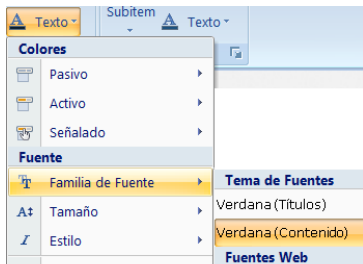 Texto
Subitem
Texto
Colores
Pasivo
Activo
Señalado
Fuente
Familia de Fuente
Tamaño
Estilo
Tema de Fuentes
Verdana (Títulos)
Verdana (Contenido)
Fuentes Web